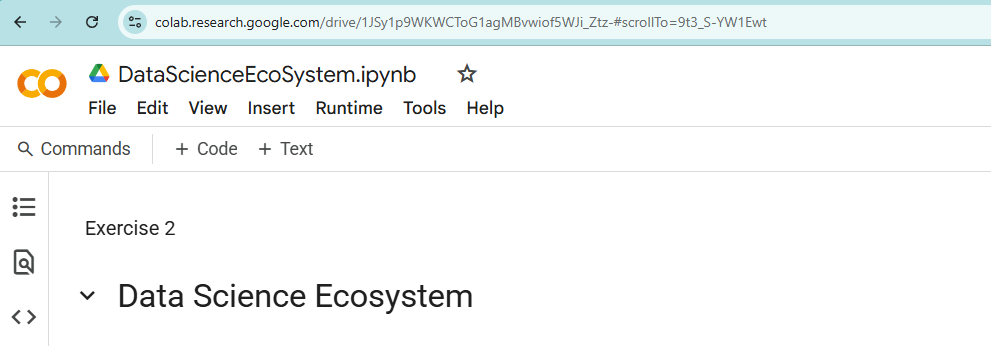 colab.research.google.com/drive/1JSy1p9WKWCToG1agMBvwiof5WJi_Ztz-#scrollTo=9t3_S-YW1Ewt
DataScienceEcoSystem.ipynb
File Edit View Insert Runtime Tools Help
Commands + Code + Text
Exercise 2
Data Science Ecosystem